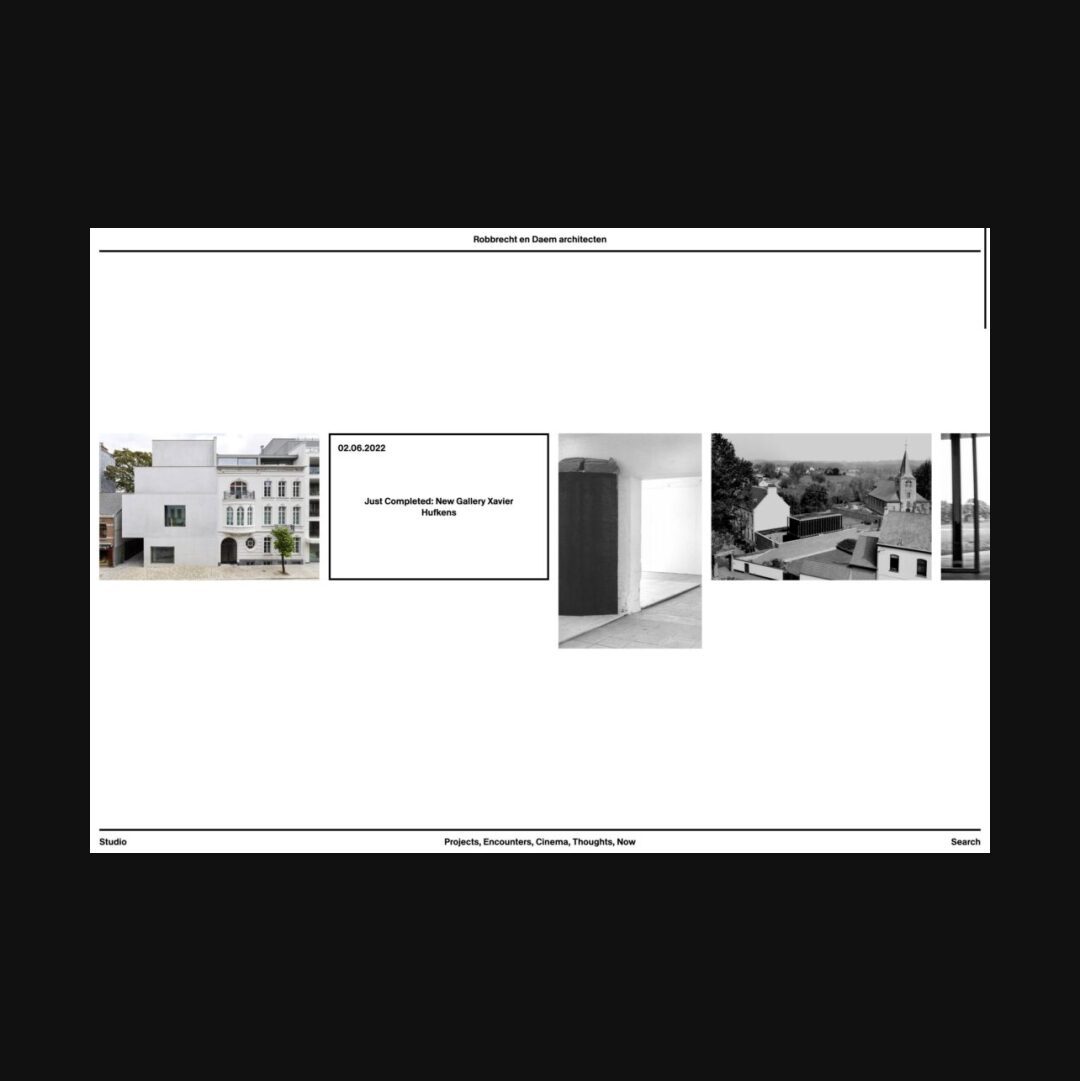 Robbrecht en Daem architecten
02.06.2022
Just Completed: New Gallery Xavier
Hufkens
Studio
Projects, Encounters, Cinema, Thoughts, Now
Search